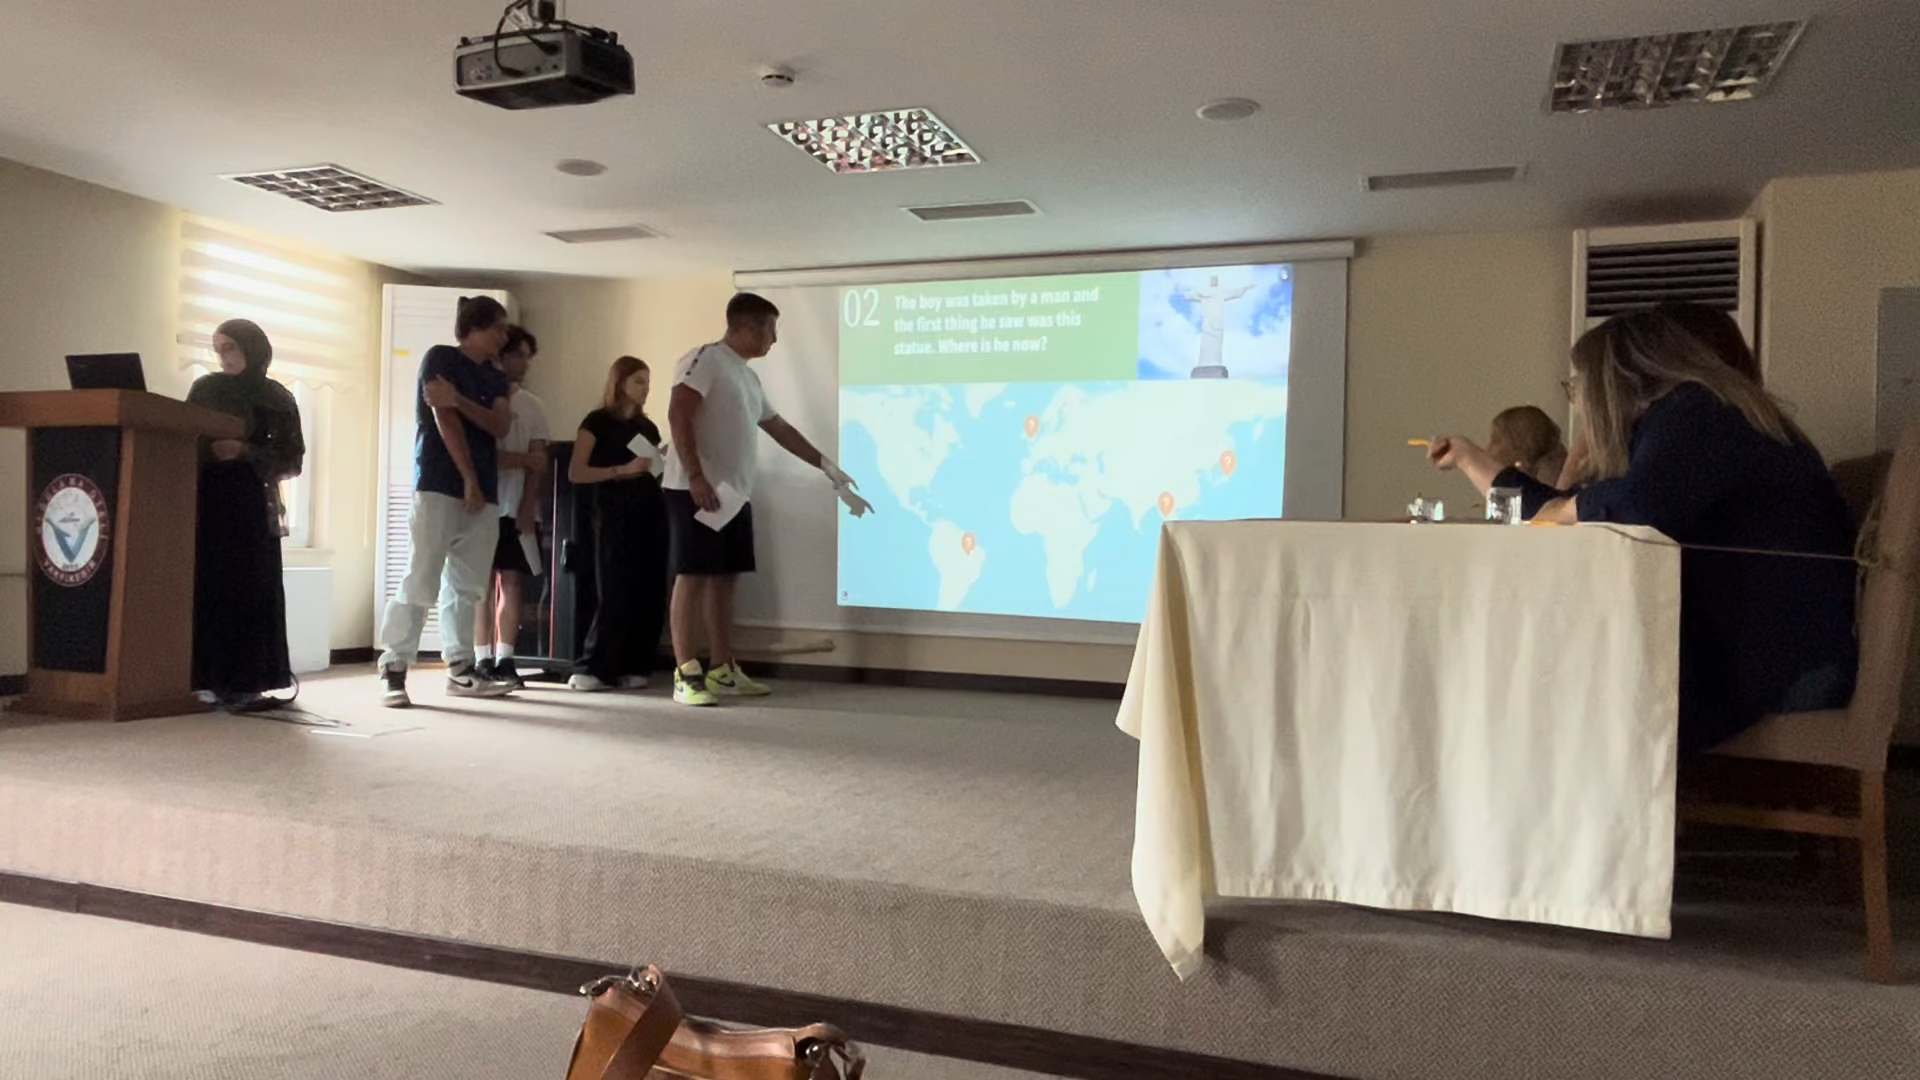 02
The boy was taken by a man and
the first thing he saw was this
statue. Where is he now?
?
?
?
?